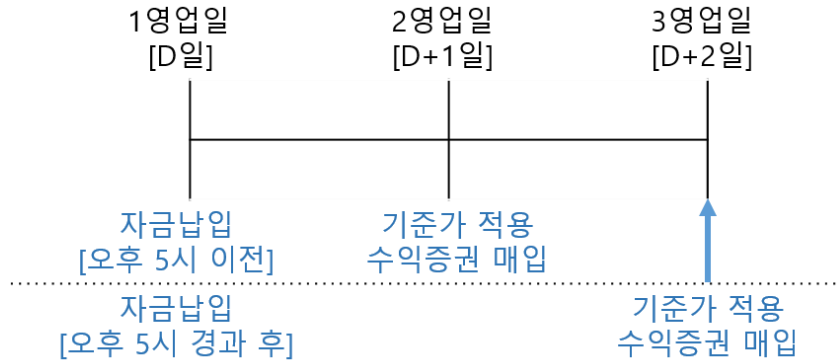 1영업일
[D일]
2영업일
[D+1일]
3영업일
[D+2일]
자금납입
[오후 5시 이전]
기준가 적용
수익증권 매입
자금납입
[오후 5시 경과 후]
기준가 적용
수익증권 매입